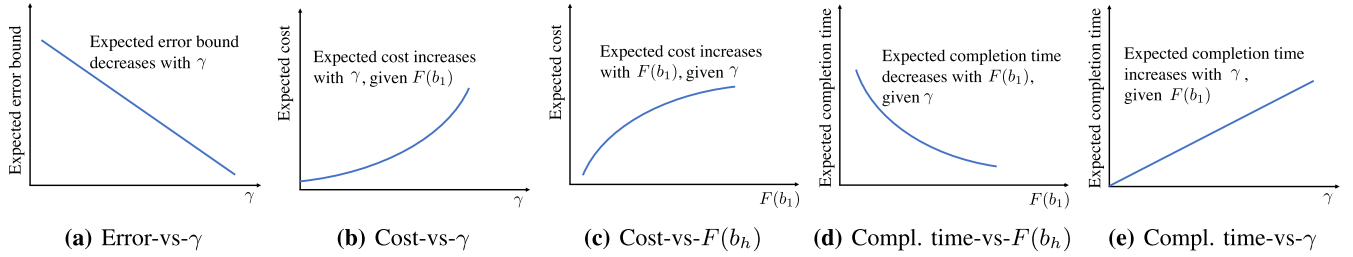 Expected error bound
Expected error bound
decreases with γ
γ
(a) Error-vs-γ
Expected cost
Expected cost increases
with γ, given F(b₁)
γ
(b) Cost-vs-γ
Expected cost
Expected cost increases
with F(b₁), given γ
F(b₁)
(c) Cost-vs-F(bₕ)
Expected completion time
Expected completion time
decreases with F(b₁),
given γ
F(b₁)
(d) Compl. time-vs-F(bₕ)
Expected completion time
Expected completion time
increases with γ,
given F(b₁)
γ
(e) Compl. time-vs-γ